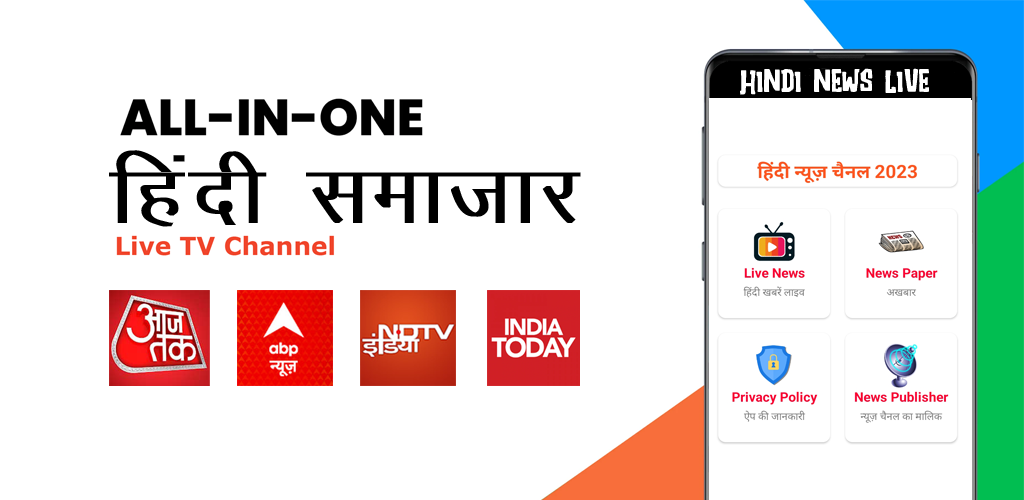 ALL-IN-ONE
हिंदी समाजार
Live TV Channel
आज
तक
abp
न्यूज़
NDTV
इंडिया
INDIA
TODAY
HINDI NEWS LIVE
हिंदी न्यूज़ चैनल 2023
Live News
हिंदी खबरें लाइव
NEWS
News Paper
अखबार
Privacy Policy
ऐप की जानकारी
News Publisher
न्यूज़ चैनल का मालिक